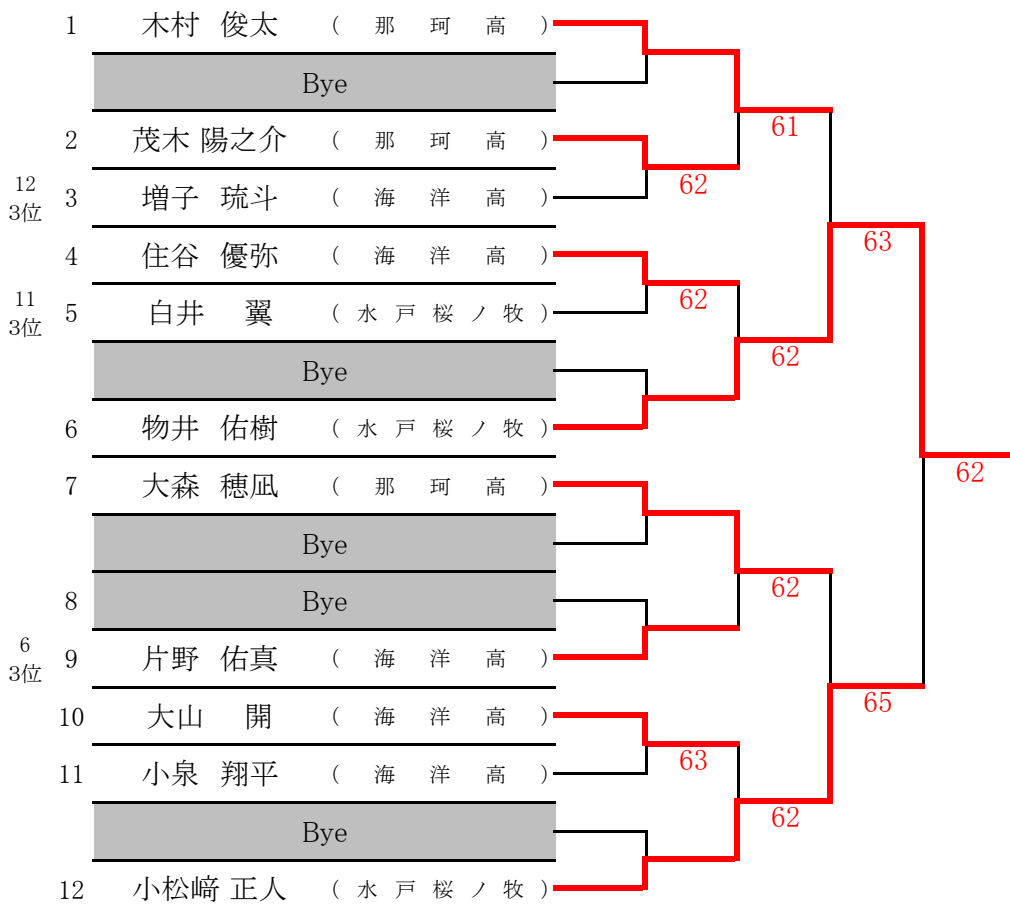 1 木村 俊太 ( 那 珂 高 )
Bye
61
2 茂木 陽之介 ( 那 珂 高 )
62
12
3位
3 増子 琉斗 ( 海 洋 高 )
63
4 住谷 優弥 ( 海 洋 高 )
62
11
3位
5 白井 翼 ( 水 戸 桜 ノ 牧 )
62
Bye
6 物井 佑樹 ( 水 戸 桜 ノ 牧 )
62
7 大森 穂凪 ( 那 珂 高 )
Bye
62
8 Bye
6
3位
9 片野 佑真 ( 海 洋 高 )
65
10 大山 開 ( 海 洋 高 )
63
11 小泉 翔平 ( 海 洋 高 )
62
Bye
12 小松﨑 正人 ( 水 戸 桜 ノ 牧 )